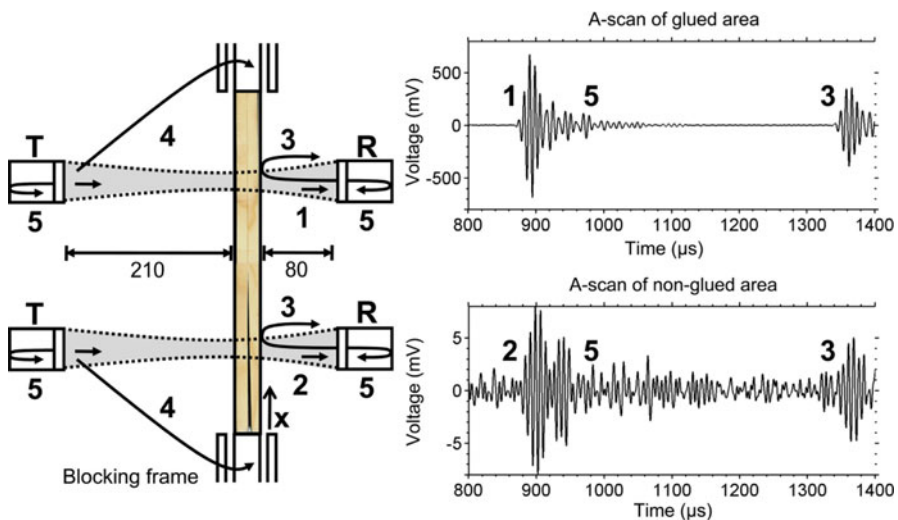 4
T
3
R
5
1
5
210
80
T
3
R
5
4
2
5
x
Blocking frame
A-scan of glued area
Voltage (mV)
500
0
-500
1
5
3
800 900 1000 1100 1200 1300 1400
Time (μs)
A-scan of non-glued area
Voltage (mV)
5
0
-5
2
5
3
800 900 1000 1100 1200 1300 1400
Time (μs)